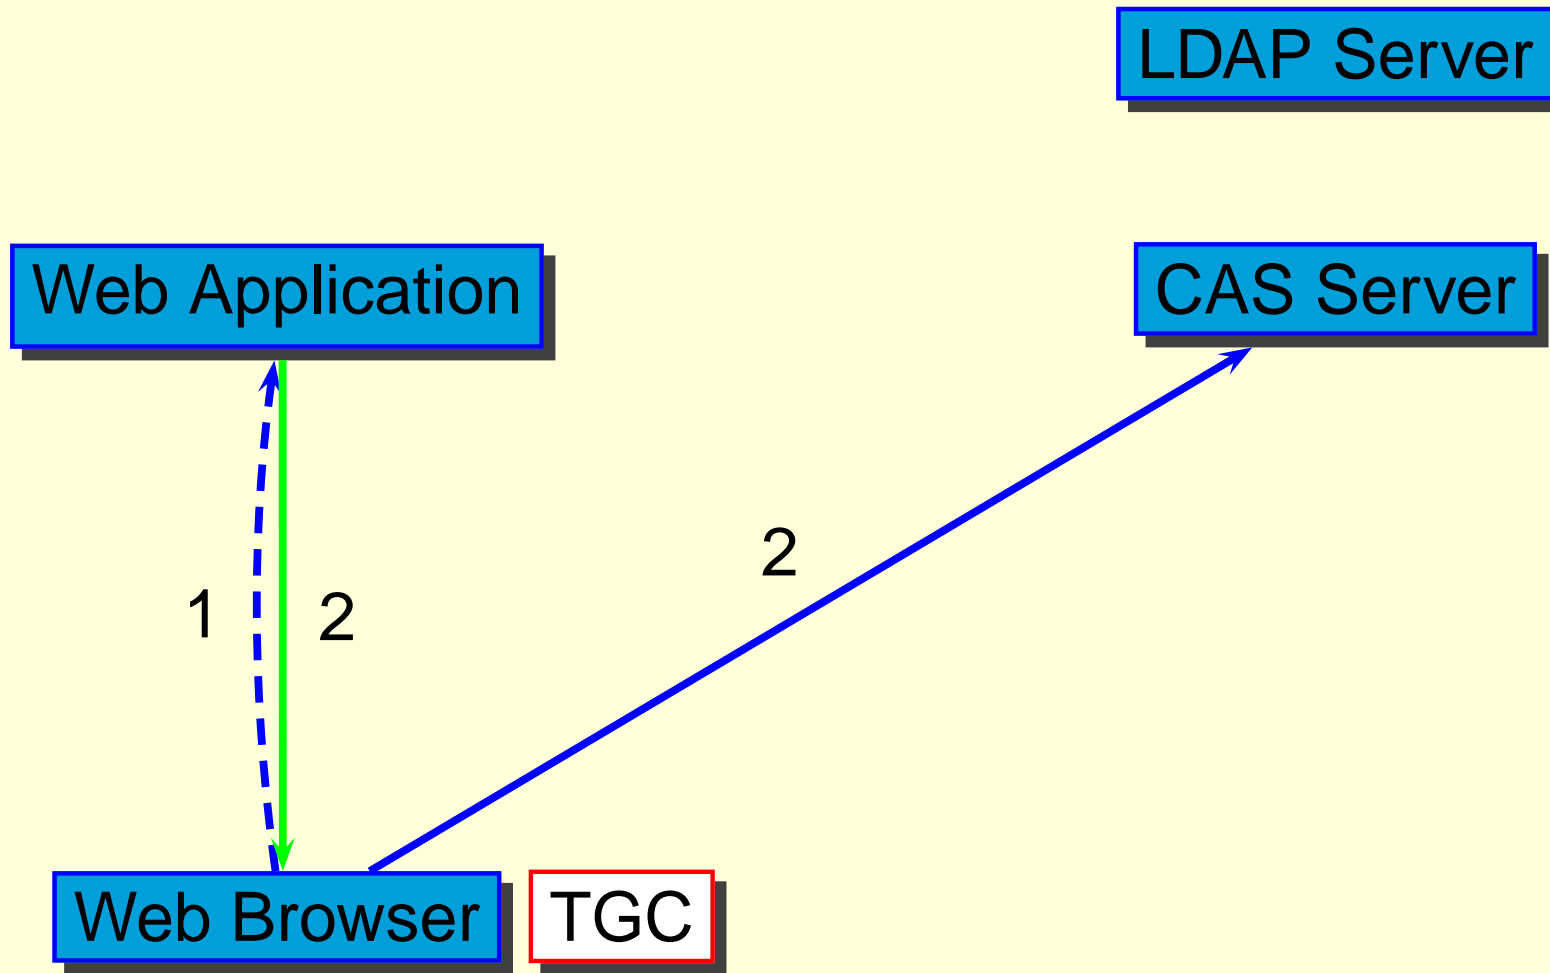 LDAP Server
Web Application
CAS Server
2
1
2
Web Browser
TGC